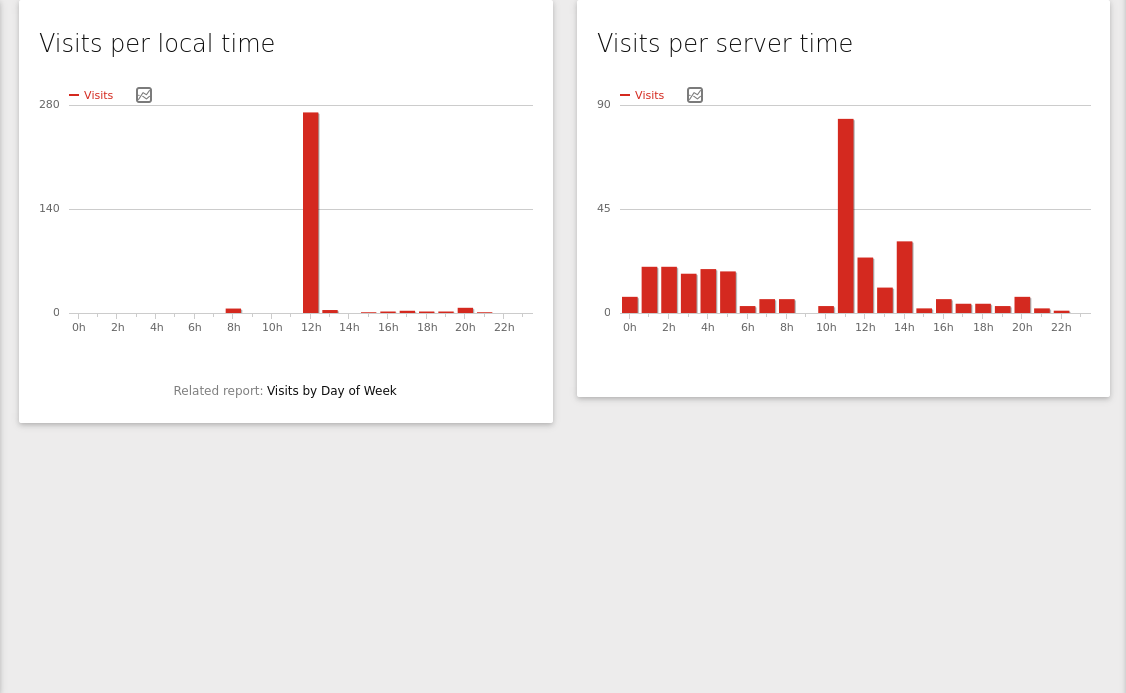 Visits per local time
Visits
280
140
0
0h 2h 4h 6h 8h 10h 12h 14h 16h 18h 20h 22h
Related report: Visits by Day of Week
Visits per server time
Visits
90
45
0
0h 2h 4h 6h 8h 10h 12h 14h 16h 18h 20h 22h